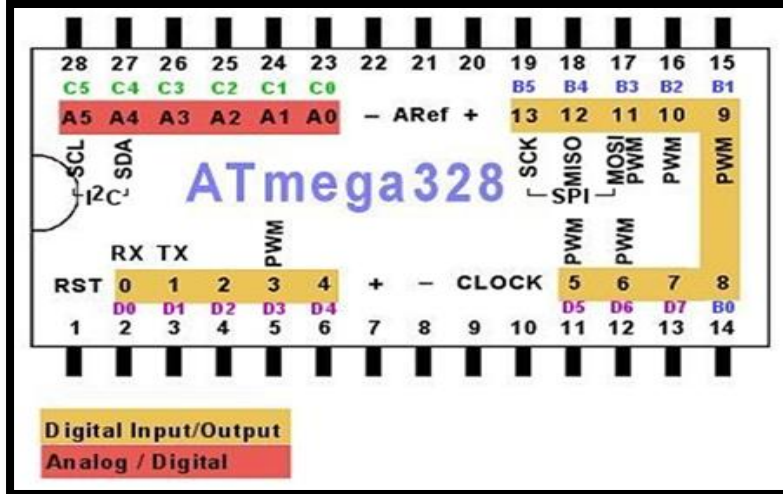 28 27 26 25 24 23 22 21 20 19 18 17 16 15
C5 C4 C3 C2 C1 C0 B5 B4 B3 B2 B1
A5 A4 A3 A2 A1 A0 - ARef + 13 12 11 10 9
SCL SDA SCK MISO MOSI PWM PWM PWM
I²C ATmega328 SPI
RX TX PWM PWM PWM
RST 0 1 2 3 4 + - CLOCK 5 6 7 8
D0 D1 D2 D3 D4 D5 D6 D7 B0
1 2 3 4 5 6 7 8 9 10 11 12 13 14
Digital Input/Output
Analog / Digital